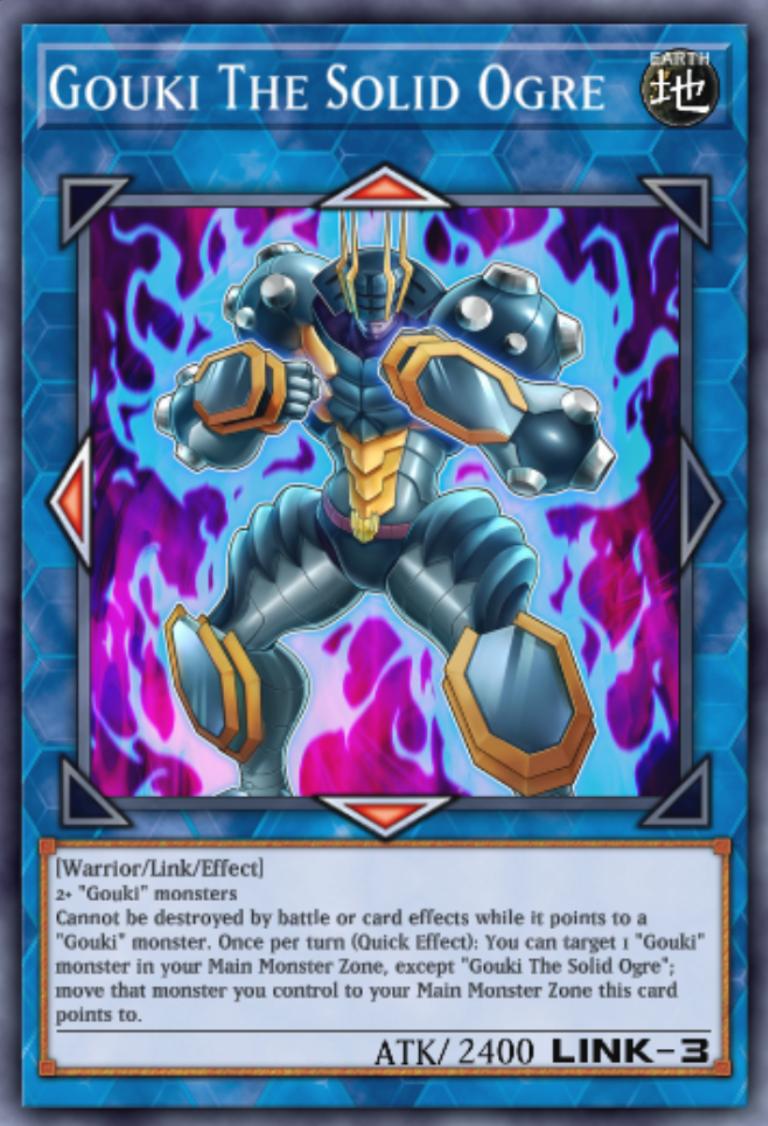 GOUKI THE SOLID OGRE
EARTH
地
[Warrior/Link/Effect]
2+ "Gouki" monsters
Cannot be destroyed by battle or card effects while it points to a
"Gouki" monster. Once per turn (Quick Effect): You can target 1 "Gouki"
monster in your Main Monster Zone, except "Gouki The Solid Ogre";
move that monster you control to your Main Monster Zone this card
points to.
ATK/ 2400 LINK-3